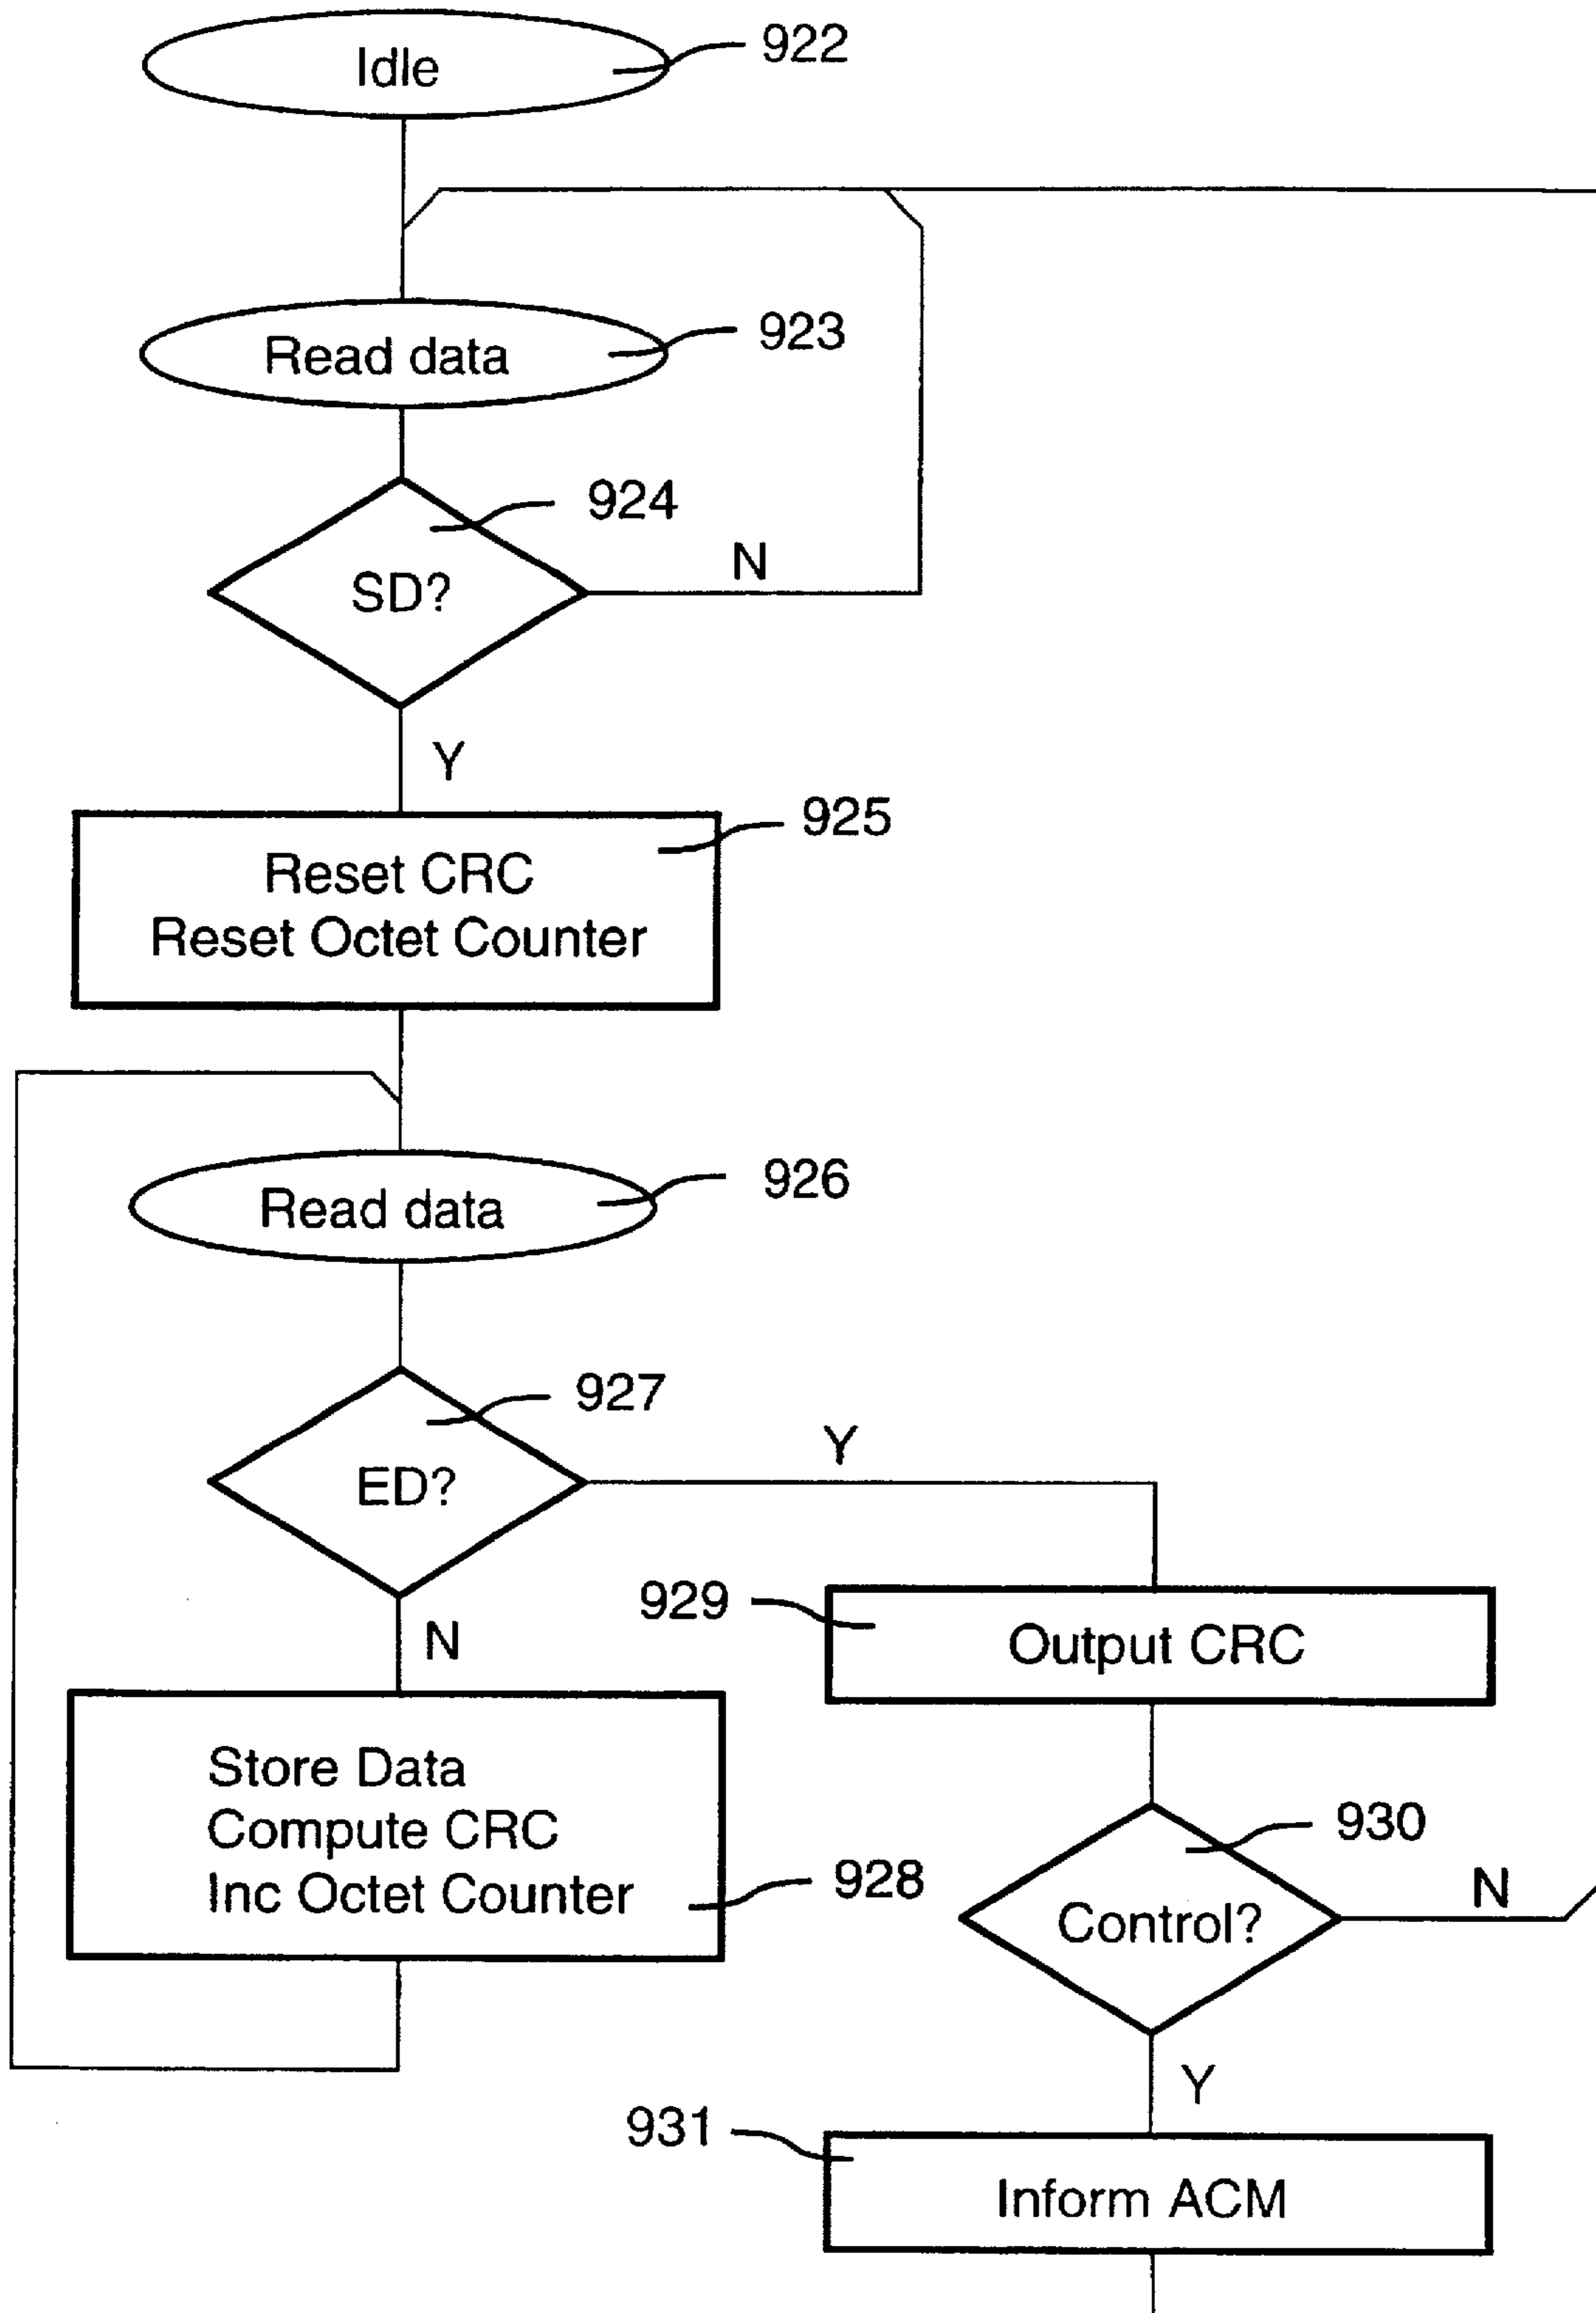 Idle
922
Read data
923
924
SD?
N
Y
925
Reset CRC
Reset Octet Counter
926
Read data
927
ED?
Y
N
929
Output CRC
Store Data
Compute CRC
Inc Octet Counter
928
930
Control?
N
Y
931
Inform ACM